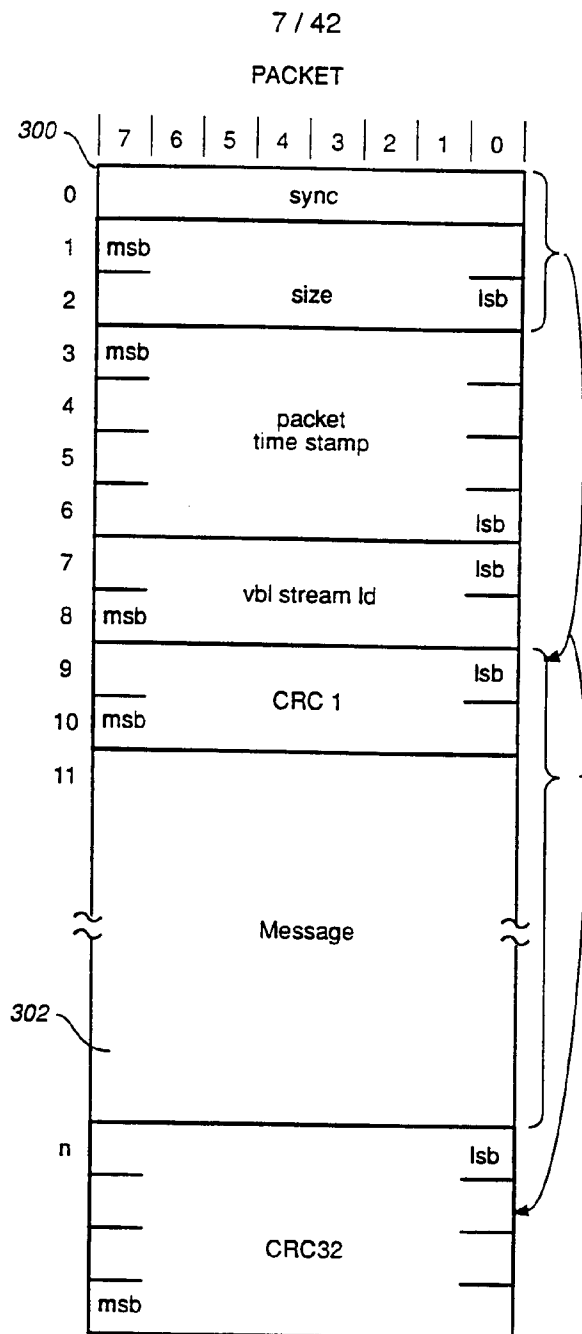 7 / 42
PACKET
7 6 5 4 3 2 1 0
300
0 sync
1 msb
2 size lsb
3 msb
4
packet
time stamp
5
6 lsb
7 lsb
vbl stream Id
8 msb
9 lsb
CRC 1
10 msb
11
Message
302
n lsb
CRC32
msb